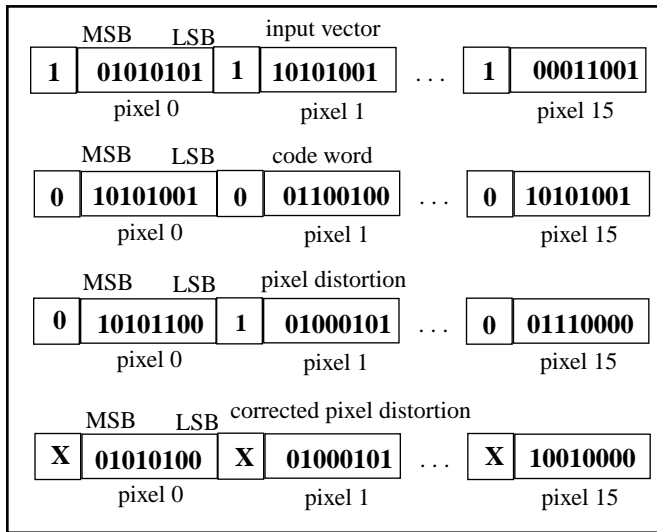 MSB LSB input vector
1 01010101 1 10101001 . . . 1 00011001
pixel 0 pixel 1 pixel 15
MSB LSB code word
0 10101001 0 01100100 . . . 0 10101001
pixel 0 pixel 1 pixel 15
MSB LSB pixel distortion
0 10101100 1 01000101 . . . 0 01110000
pixel 0 pixel 1 pixel 15
MSB LSB corrected pixel distortion
X 01010100 X 01000101 . . . X 10010000
pixel 0 pixel 1 pixel 15